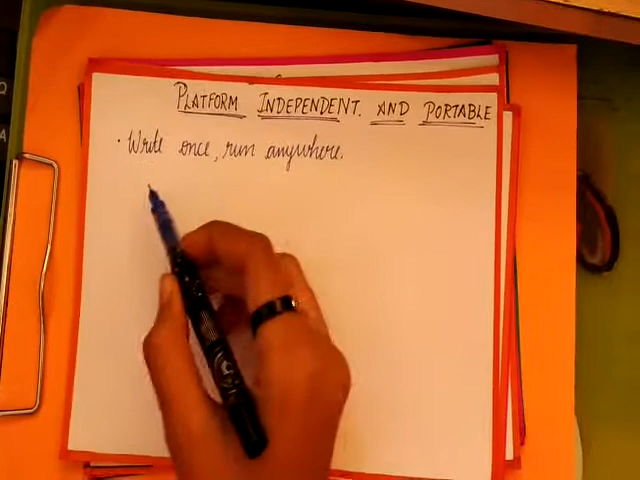 PLATFORM INDEPENDENT. AND PORTABLE
· Write once, run anywhere.